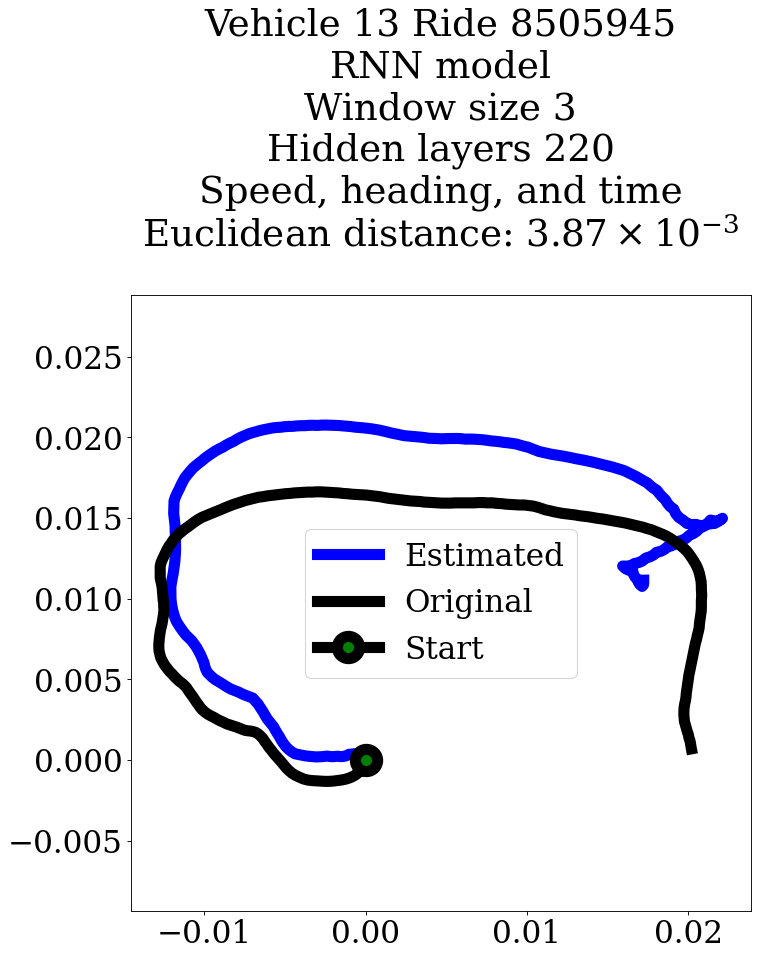 Vehicle 13 Ride 8505945
RNN model
Window size 3
Hidden layers 220
Speed, heading, and time
Euclidean distance: 3.87 × 10⁻³
0.025
0.020
0.015
0.010
0.005
0.000
−0.005
Estimated
Original
Start
−0.01 0.00 0.01 0.02